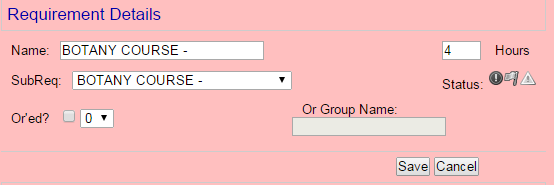 Requirement Details
Name: BOTANY COURSE - 4 Hours
SubReq: BOTANY COURSE - Status:
Or'ed? 0 Or Group Name:
Save Cancel